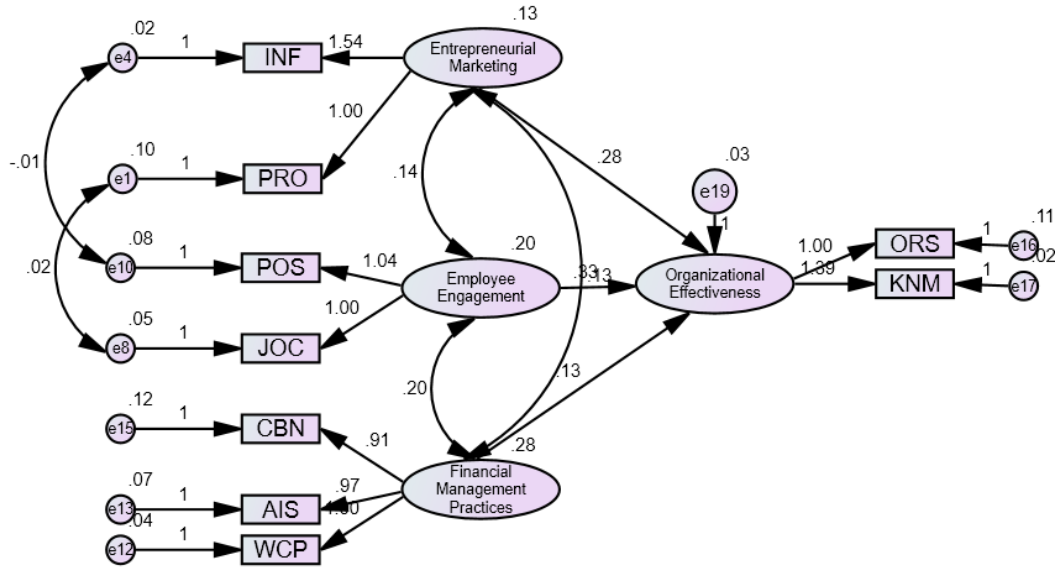 .13
.02
e4
1
INF
1.54
Entrepreneurial
Marketing
1.00
-.01
.10
e1
1
PRO
.14
.28
.03
e19
1
.02
.08
e10
1
POS
1.04
.20
Employee
Engagement
.33
.13
Organizational
Effectiveness
1.00
1.39
ORS
1
.11
e16
KNM
1
.02
e17
.05
e8
1
JOC
1.00
.20
.13
.12
e15
1
CBN
.91
.28
Financial
Management
Practices
.07
e13
1
AIS
.97
1.00
.04
e12
1
WCP